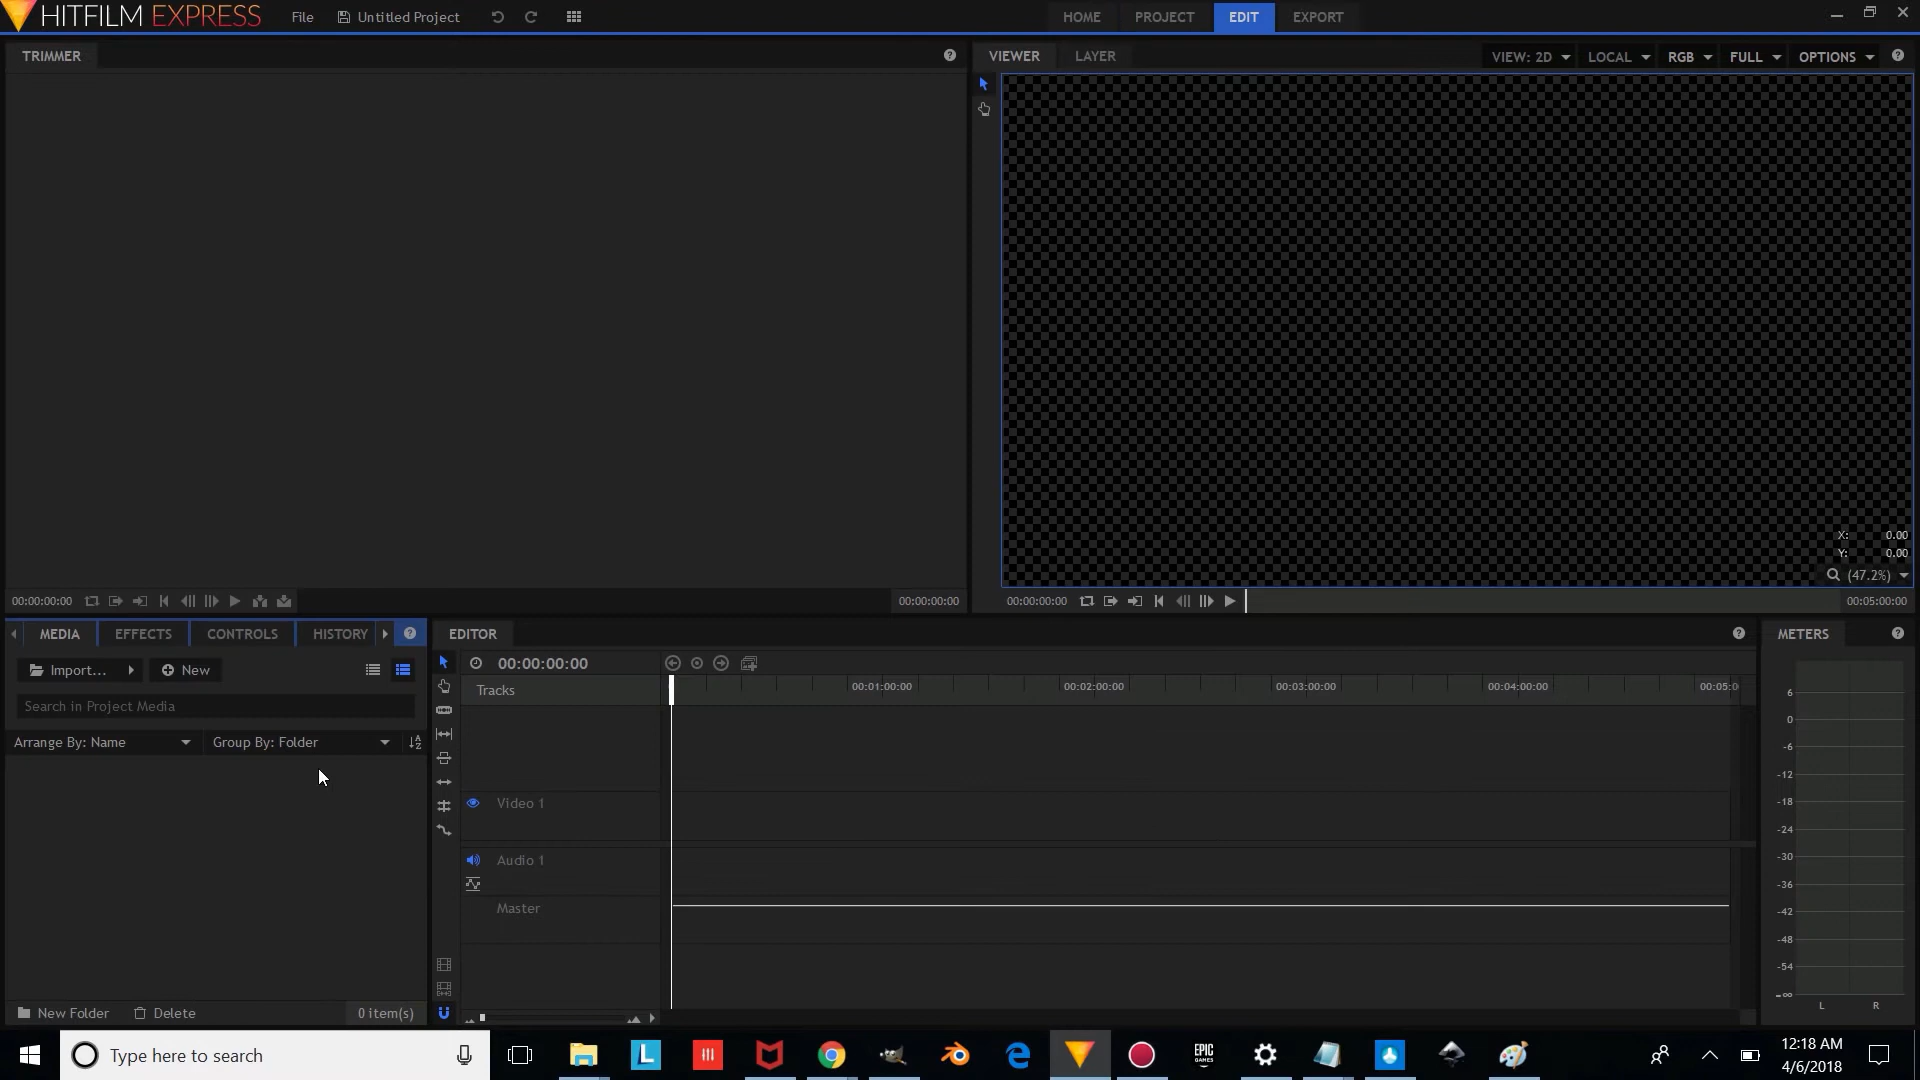 HITFILM EXPRESS File Untitled Project HOME PROJECT EDIT EXPORT
TRIMMER VIEWER LAYER VIEW: 2D LOCAL RGB FULL OPTIONS
X: 0.00
Y: 0.00
(47.2%)
00:00:00:00 00:00:00:00 00:00:00:00 00:05:00:00
MEDIA EFFECTS CONTROLS HISTORY EDITOR METERS
Import... New 00:00:00:00
Tracks 00:01:00:00 00:02:00:00 00:03:00:00 00:04:00:00 00:05:0
Search in Project Media
Arrange By: Name Group By: Folder
6
0
-6
-12
-18
-24
-30
-36
-42
-48
-54
-∞
L R
Video 1
Audio 1
Master
New Folder Delete 0 item(s)
Type here to search
L
EPIC
GAMES
12:18 AM
4/6/2018